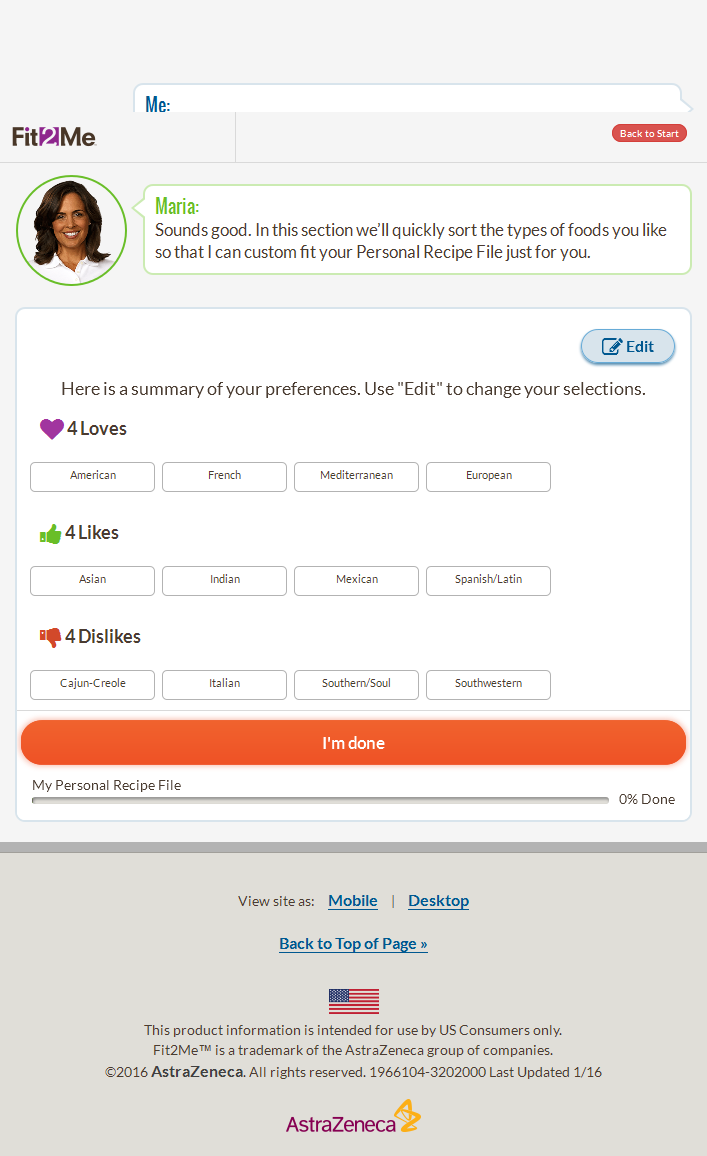 Me:
Fit2Me
Back to Start
Maria:
Sounds good. In this section we’ll quickly sort the types of foods you like
so that I can custom fit your Personal Recipe File just for you.
Edit
Here is a summary of your preferences. Use "Edit" to change your selections.
4 Loves
American French Mediterranean European
4 Likes
Asian Indian Mexican Spanish/Latin
4 Dislikes
Cajun-Creole Italian Southern/Soul Southwestern
I'm done
My Personal Recipe File
0% Done
View site as: Mobile | Desktop
Back to Top of Page »
This product information is intended for use by US Consumers only.
Fit2Me™ is a trademark of the AstraZeneca group of companies.
©2016 AstraZeneca. All rights reserved. 1966104-3202000 Last Updated 1/16
AstraZeneca